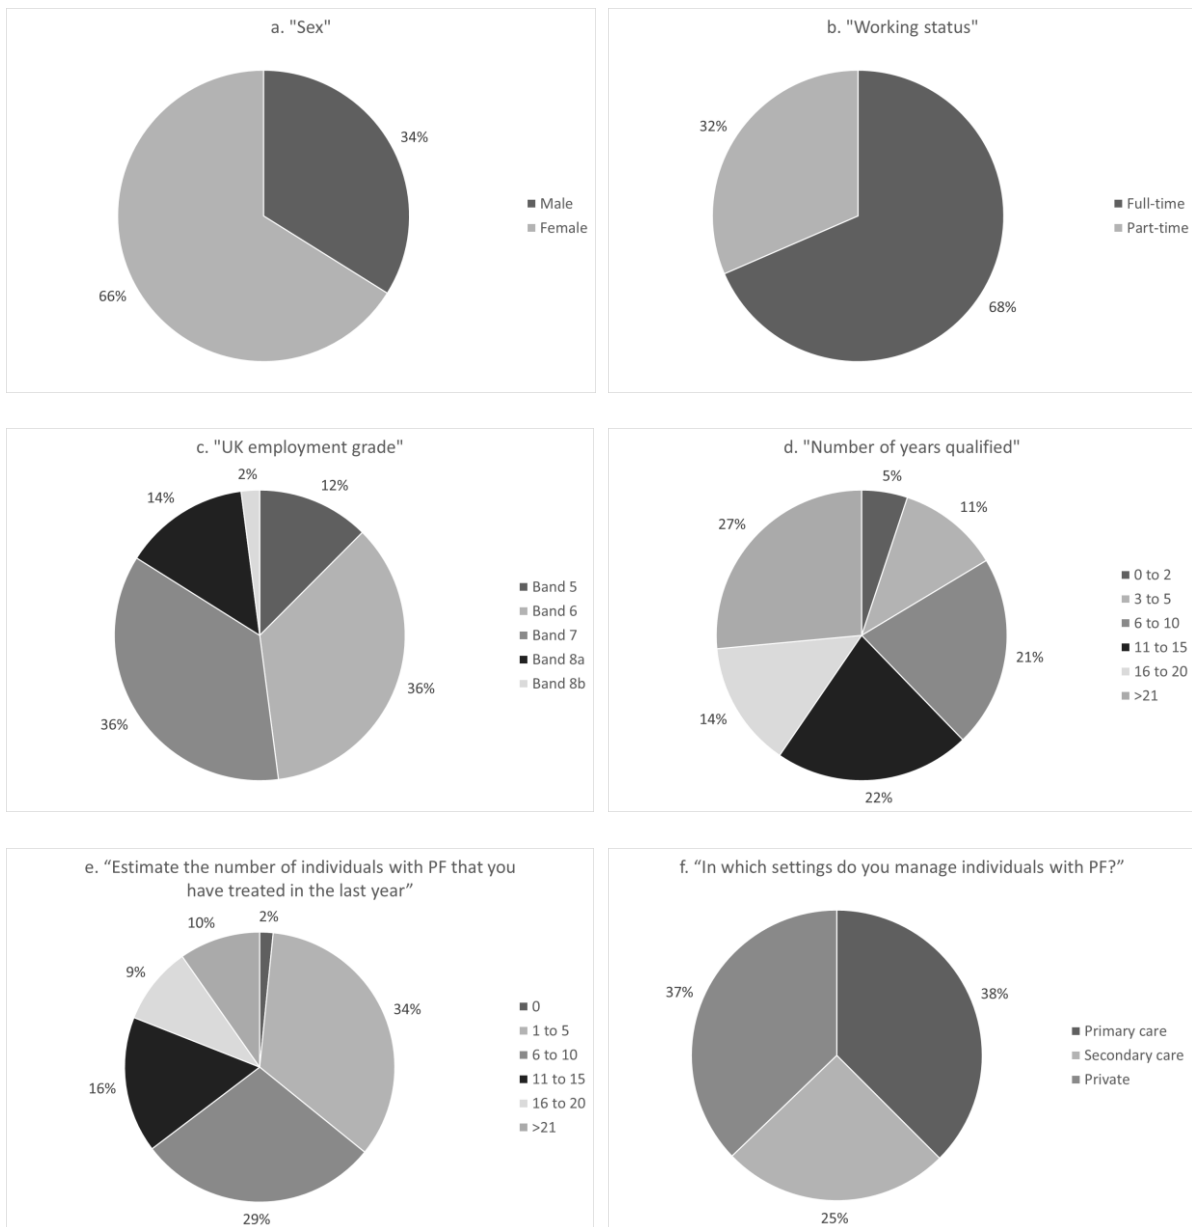 a. "Sex"
34%
66%
Male
Female
b. "Working status"
32%
68%
Full-time
Part-time
c. "UK employment grade"
2%
12%
14%
36%
36%
Band 5
Band 6
Band 7
Band 8a
Band 8b
d. "Number of years qualified"
5%
11%
27%
21%
14%
22%
0 to 2
3 to 5
6 to 10
11 to 15
16 to 20
>21
e. “Estimate the number of individuals with PF that you
have treated in the last year”
2%
10%
9%
34%
16%
29%
0
1 to 5
6 to 10
11 to 15
16 to 20
>21
f. “In which settings do you manage individuals with PF?”
37%
38%
25%
Primary care
Secondary care
Private